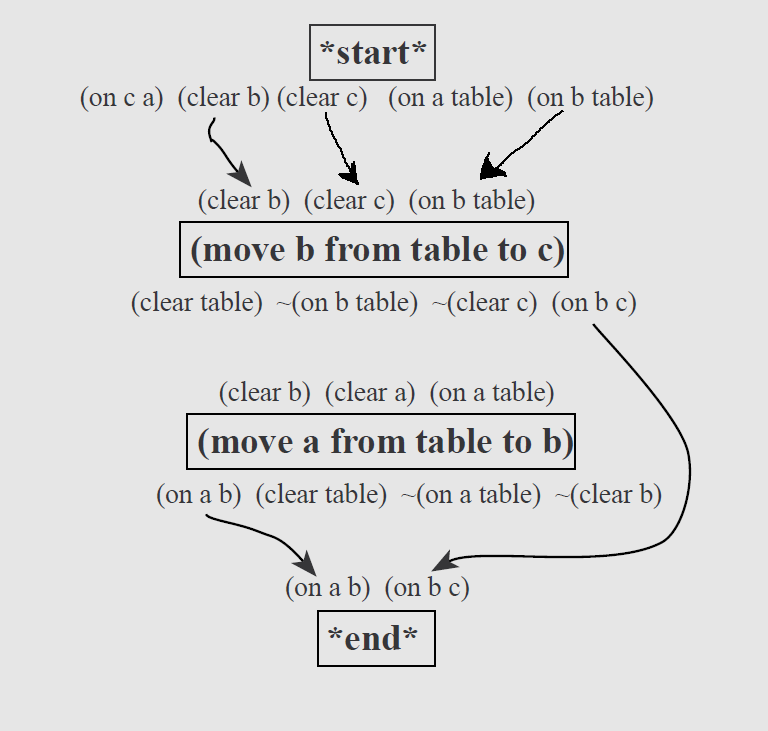 *start*
(on c a) (clear b) (clear c) (on a table) (on b table)
(clear b) (clear c) (on b table)
(move b from table to c)
(clear table) ~(on b table) ~(clear c) (on b c)
(clear b) (clear a) (on a table)
(move a from table to b)
(on a b) (clear table) ~(on a table) ~(clear b)
(on a b) (on b c)
*end*